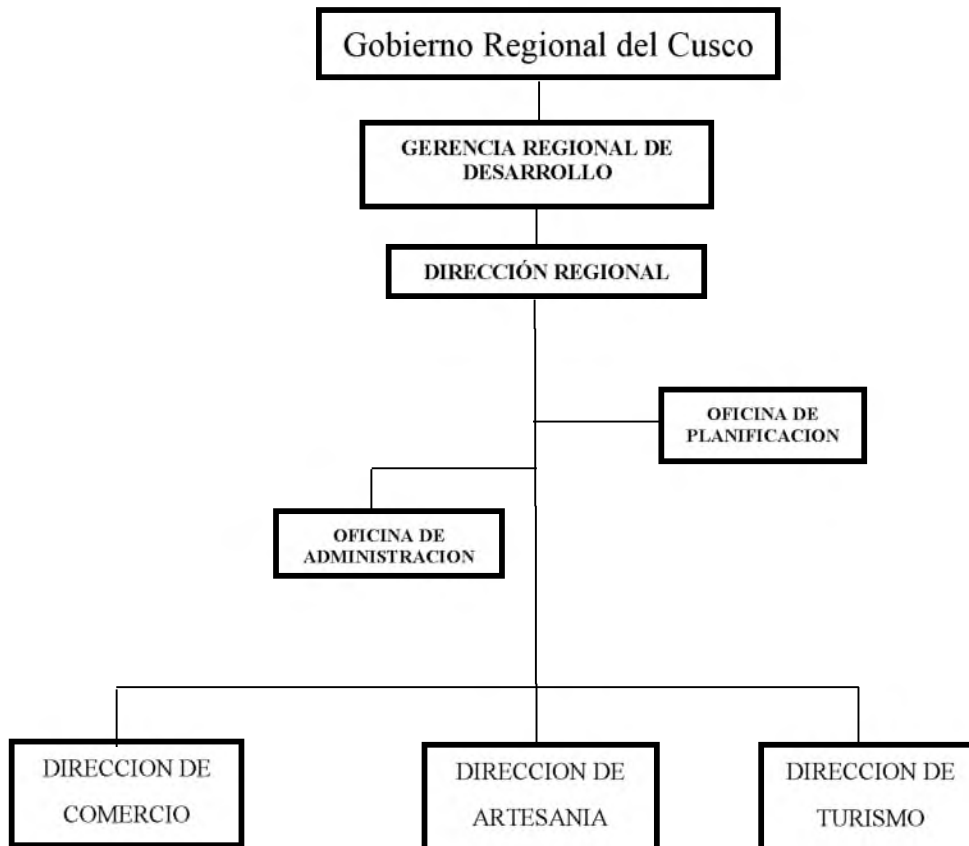 Gobierno Regional del Cusco
GERENCIA REGIONAL DE
DESARROLLO
DIRECCIÓN REGIONAL
OFICINA DE
PLANIFICACION
OFICINA DE
ADMINISTRACION
DIRECCION DE
COMERCIO
DIRECCION DE
ARTESANIA
DIRECCION DE
TURISMO